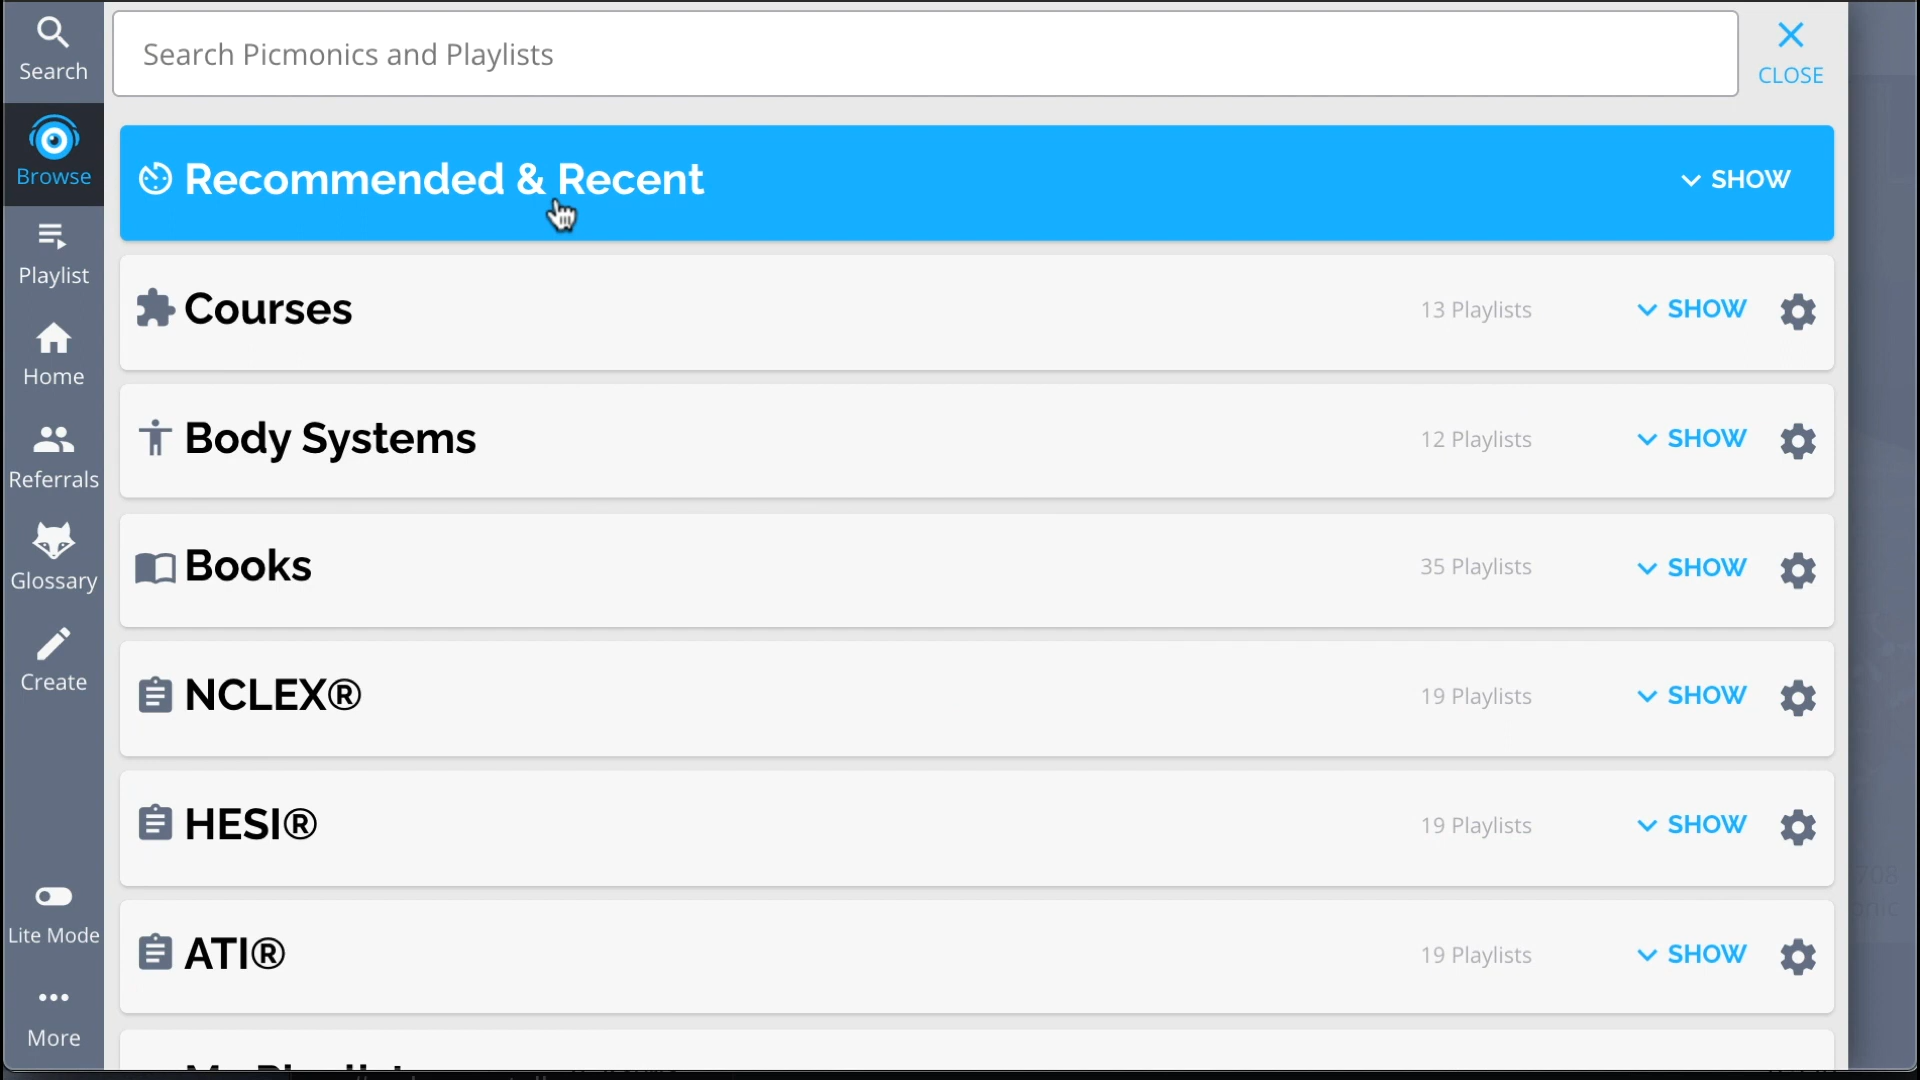 Search
Search Picmonics and Playlists
CLOSE
Browse
Recommended & Recent
SHOW
Playlist
Courses
13 Playlists
SHOW
Home
Body Systems
12 Playlists
SHOW
Referrals
Glossary
Books
35 Playlists
SHOW
Create
NCLEX®
19 Playlists
SHOW
HESI®
19 Playlists
SHOW
Lite Mode
ATI®
19 Playlists
SHOW
More